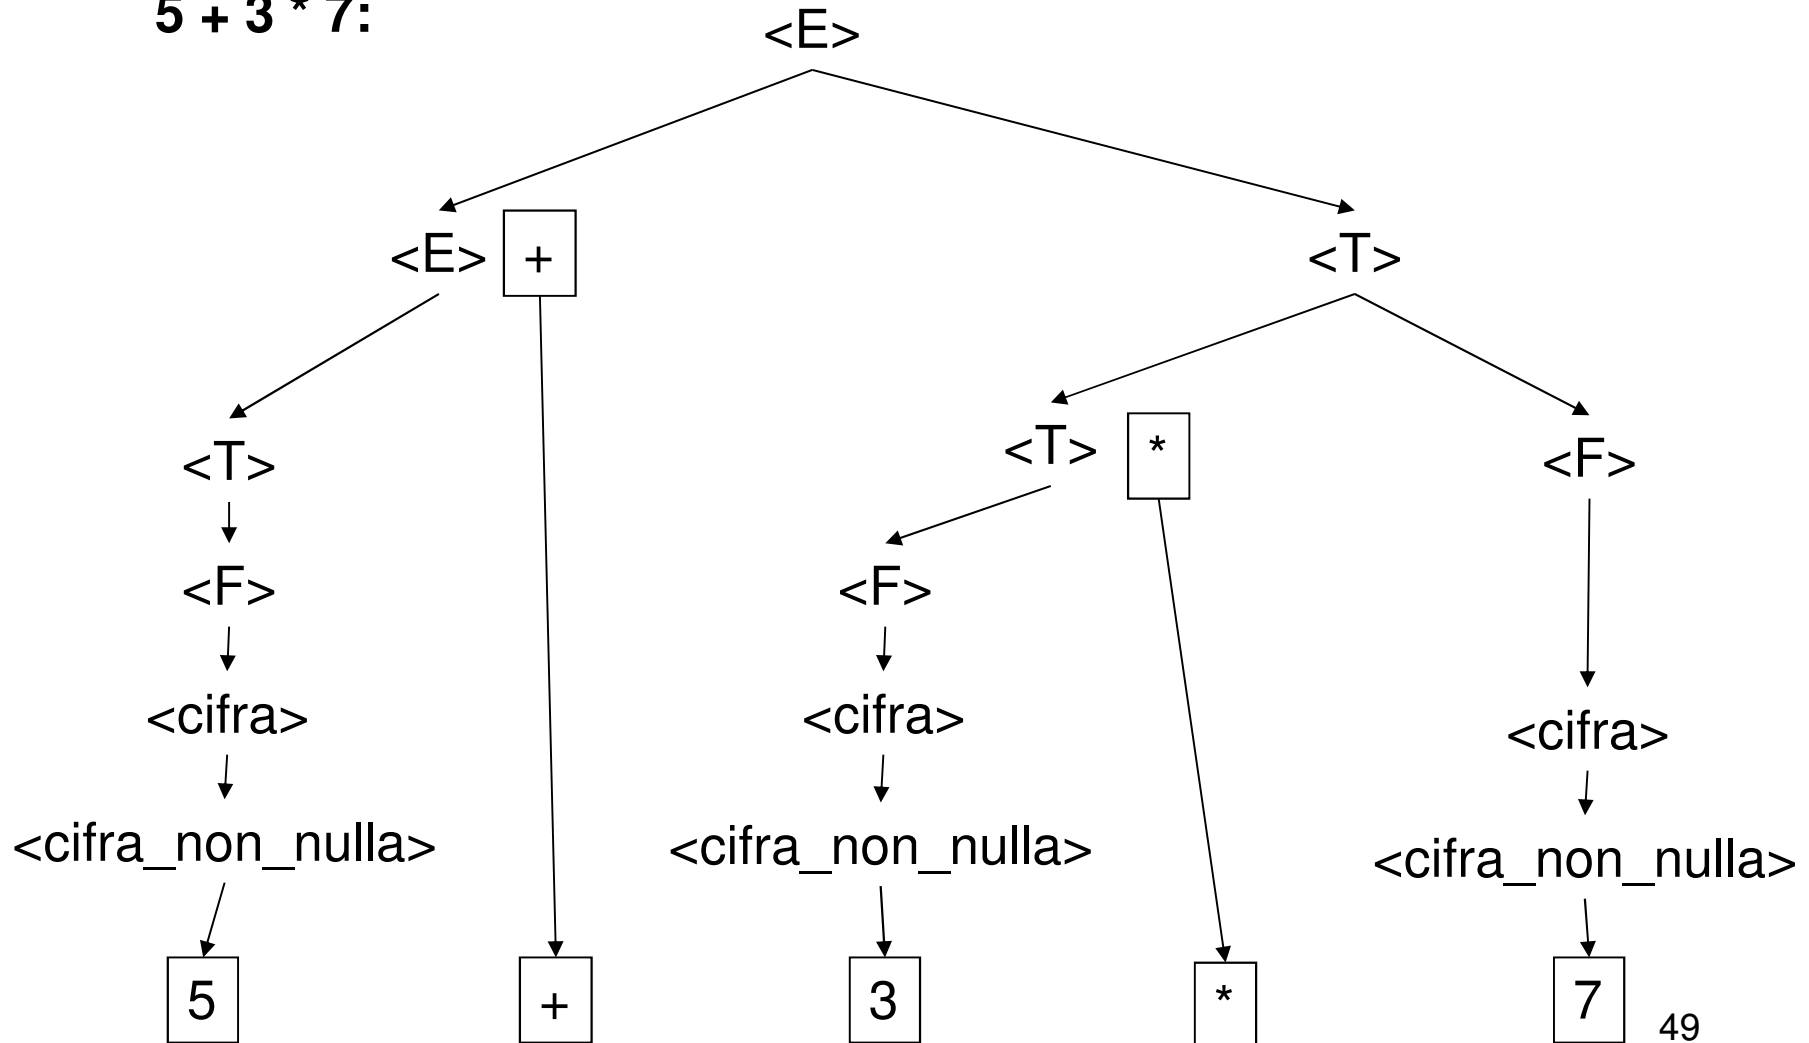 5 + 3 * 7:
<E>
<E> + <T>
<T> <T> * <F>
<F> <F>
<cifra> <cifra> <cifra>
<cifra_non_nulla> <cifra_non_nulla> <cifra_non_nulla>
5 + 3 * 7
49